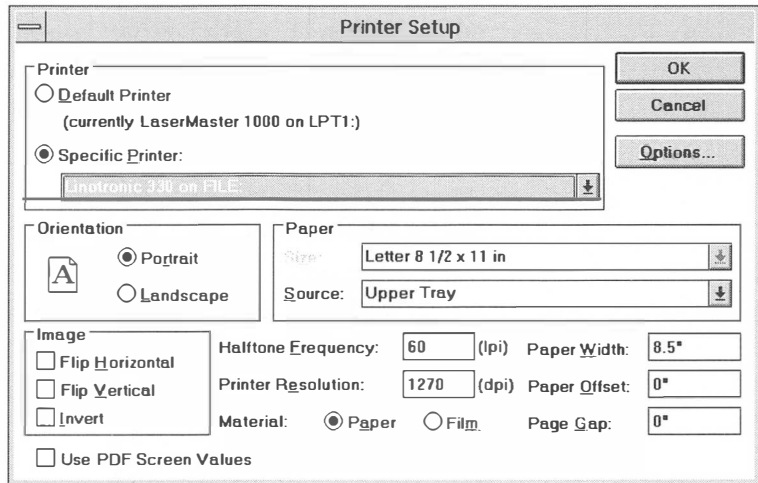 Printer Setup
Printer
Default Printer
(currently LaserMaster 1000 on LPT1:)
Specific Printer:
Linotronic 330 on FILE:
OK
Cancel
Options...
Orientation
A
Portrait
Landscape
Paper
Size: Letter 8 1/2 x 11 in
Source: Upper Tray
Image
Flip Horizontal
Flip Vertical
Invert
Halftone Frequency: 60 (lpi) Paper Width: 8.5"
Printer Resolution: 1270 (dpi) Paper Offset: 0"
Material: Paper Film Page Gap: 0"
Use PDF Screen Values